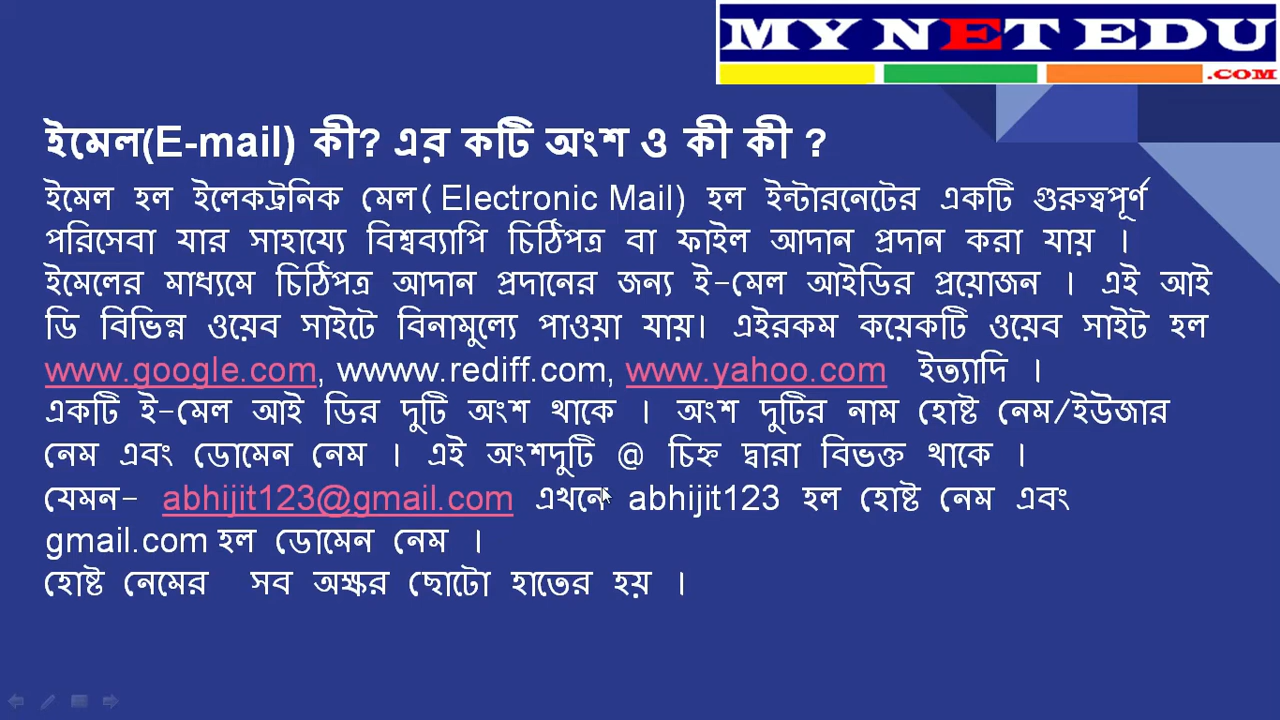 MY NET EDU
.COM
ইমেল(E-mail) কী? এর কটি অংশ ও কী কী ?
ইমেল হল ইলেকট্রনিক মেল( Electronic Mail) হল ইন্টারনেটের একটি গুরুত্বপূর্ণ
পরিসেবা যার সাহায্যে বিশ্বব্যাপি চিঠিপত্র বা ফাইল আদান প্রদান করা যায় ।
ইমেলের মাধ্যমে চিঠিপত্র আদান প্রদানের জন্য ই-মেল আইডির প্রয়োজন । এই আই
ডি বিভিন্ন ওয়েব সাইটে বিনামুল্যে পাওয়া যায়। এইরকম কয়েকটি ওয়েব সাইট হল
www.google.com, wwww.rediff.com, www.yahoo.com ইত্যাদি ।
একটি ই-মেল আই ডির দুটি অংশ থাকে । অংশ দুটির নাম হোষ্ট নেম/ইউজার
নেম এবং ডোমেন নেম । এই অংশদুটি @ চিহ্ন দ্বারা বিভক্ত থাকে ।
যেমন- abhijit123@gmail.com এখনে abhijit123 হল হোষ্ট নেম এবং
gmail.com হল ডোমেন নেম ।
হোষ্ট নেমের সব অক্ষর ছোটো হাতের হয় ।